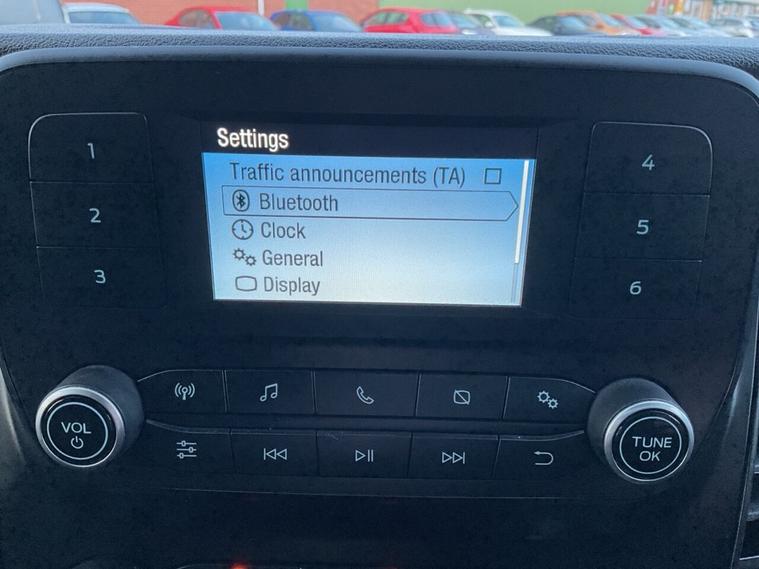 Settings
Traffic announcements (TA)
Bluetooth
Clock
General
Display
1
2
3
4
5
6
VOL
TUNE
OK